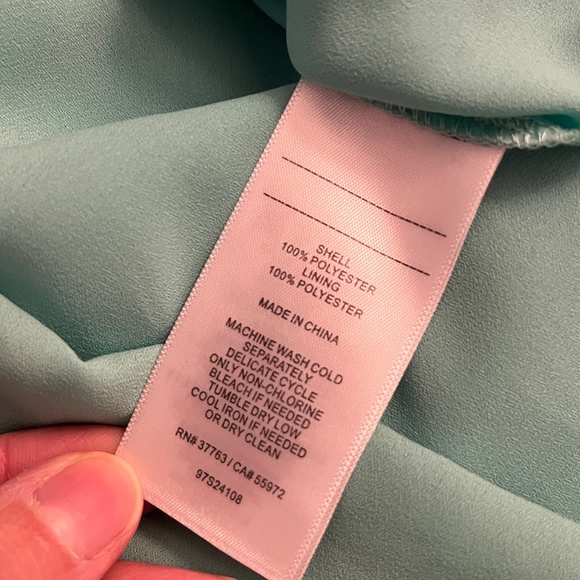 SHELL
100% POLYESTER
LINING
100% POLYESTER
MADE IN CHINA
MACHINE WASH COLD
SEPARATELY
DELICATE CYCLE
ONLY NON-CHLORINE
BLEACH IF NEEDED
TUMBLE DRY LOW
COOL IRON IF NEEDED
OR DRY CLEAN
RN# 37763 / CA# 55972
97S24108